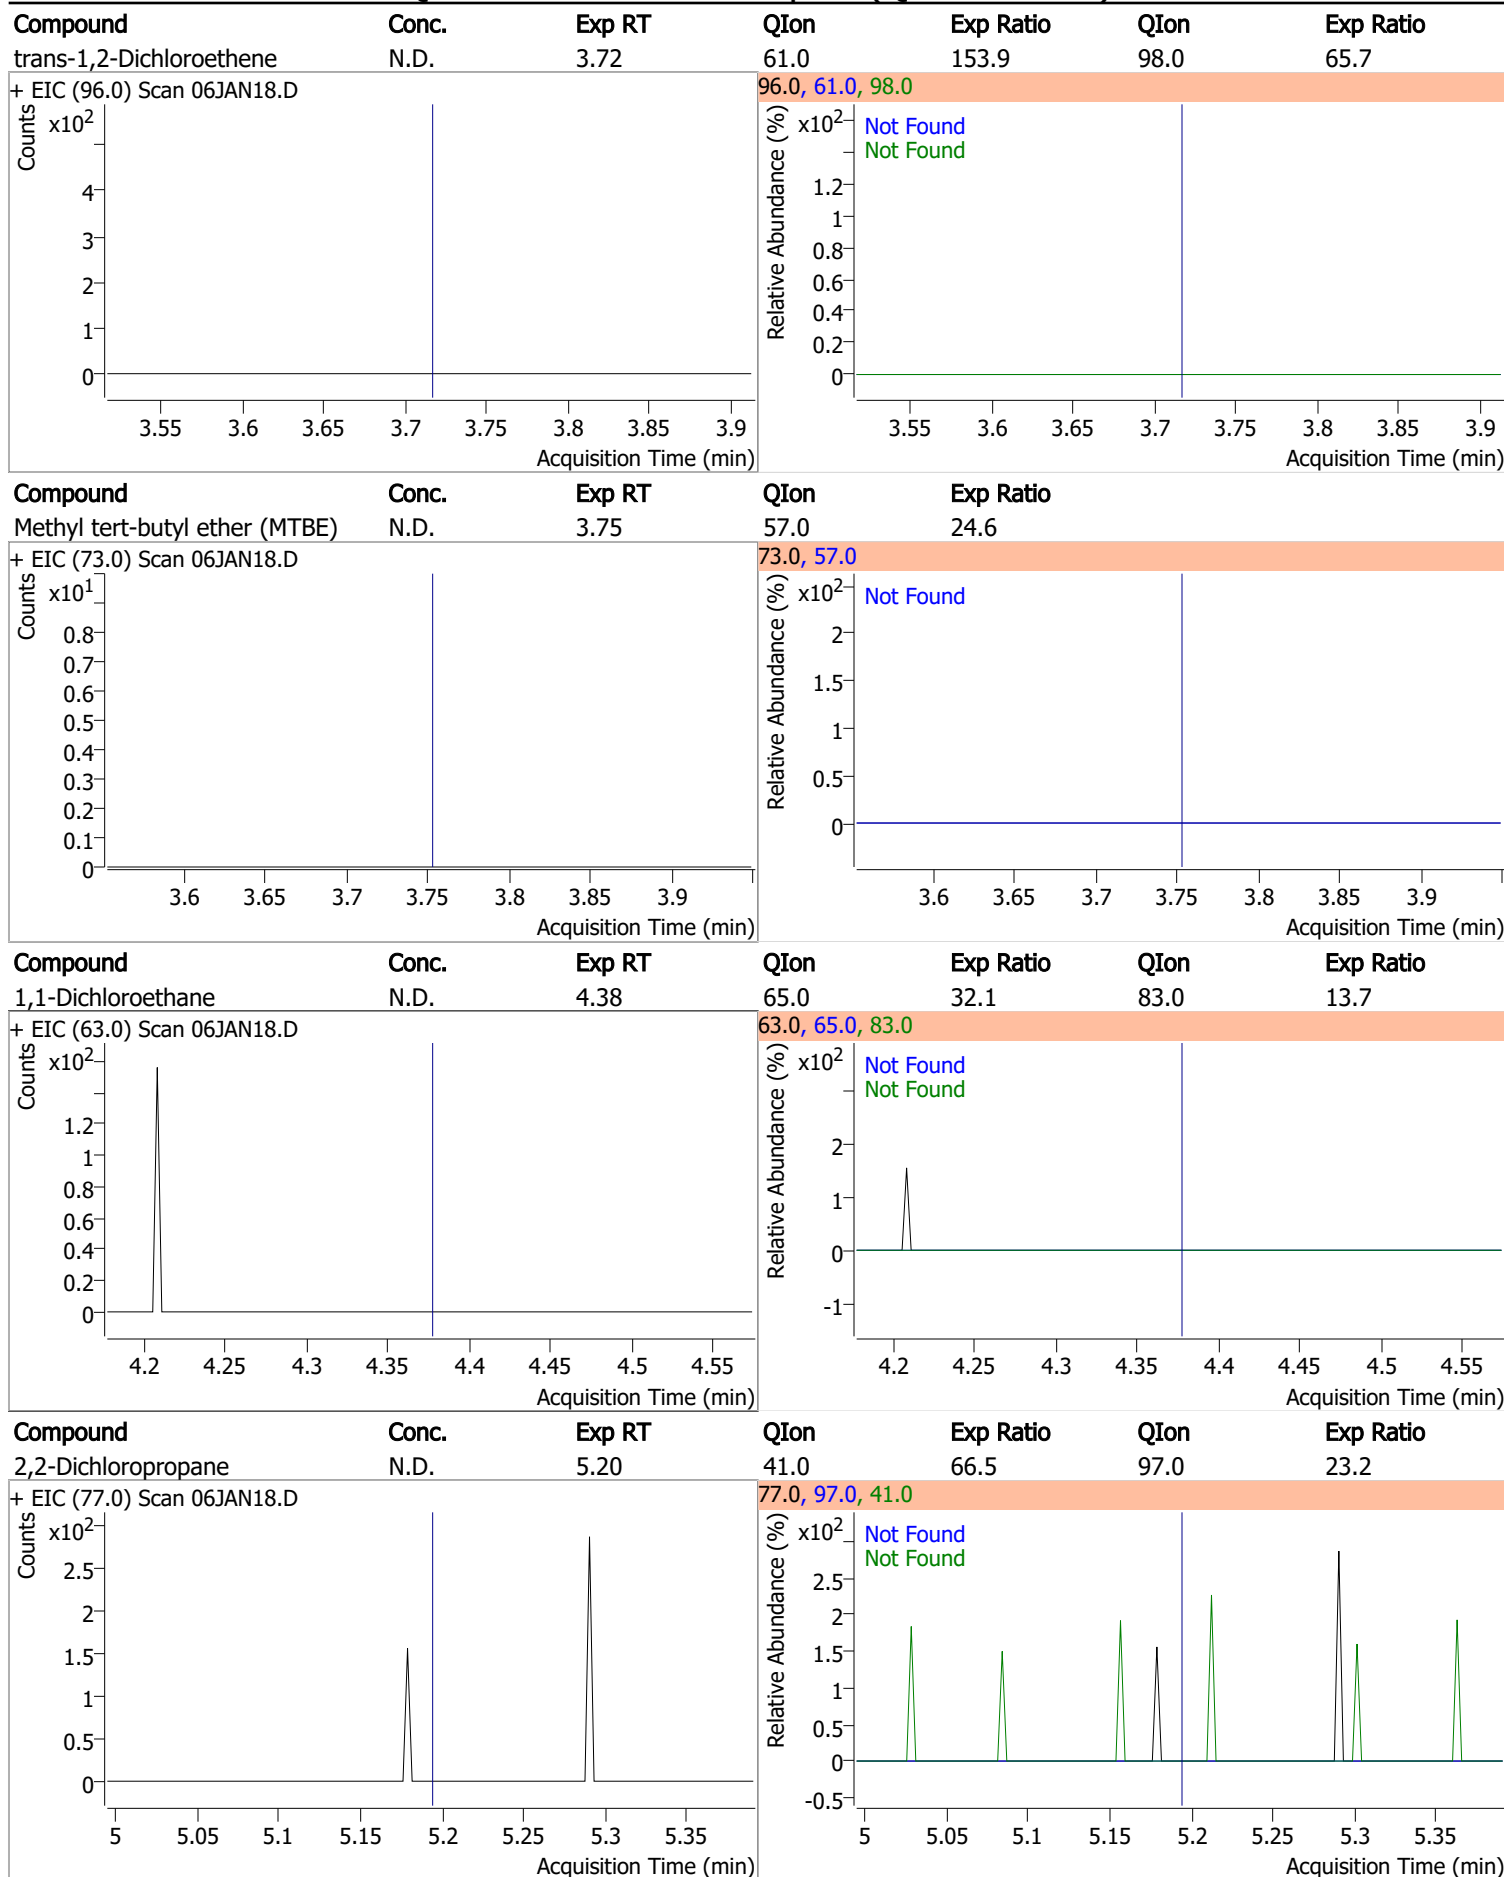 Compound Conc. Exp RT QIon Exp Ratio QIon Exp Ratio
trans-1,2-Dichloroethene N.D. 3.72 61.0 153.9 98.0 65.7
+ EIC (96.0) Scan 06JAN18.D
96.0, 61.0, 98.0
Counts
x10²
4
3
2
1
0
3.55 3.6 3.65 3.7 3.75 3.8 3.85 3.9
Acquisition Time (min)
Relative Abundance (%)
x10²
Not Found
Not Found
1.2
1
0.8
0.6
0.4
0.2
0
3.55 3.6 3.65 3.7 3.75 3.8 3.85 3.9
Acquisition Time (min)
Compound Conc. Exp RT QIon Exp Ratio
Methyl tert-butyl ether (MTBE) N.D. 3.75 57.0 24.6
+ EIC (73.0) Scan 06JAN18.D
73.0, 57.0
Counts
x10¹
0.8
0.7
0.6
0.5
0.4
0.3
0.2
0.1
0
3.6 3.65 3.7 3.75 3.8 3.85 3.9
Acquisition Time (min)
Relative Abundance (%)
x10²
Not Found
2
1.5
1
0.5
0
3.6 3.65 3.7 3.75 3.8 3.85 3.9
Acquisition Time (min)
Compound Conc. Exp RT QIon Exp Ratio QIon Exp Ratio
1,1-Dichloroethane N.D. 4.38 65.0 32.1 83.0 13.7
+ EIC (63.0) Scan 06JAN18.D
63.0, 65.0, 83.0
Counts
x10²
1.2
1
0.8
0.6
0.4
0.2
0
4.2 4.25 4.3 4.35 4.4 4.45 4.5 4.55
Acquisition Time (min)
Relative Abundance (%)
x10²
Not Found
Not Found
2
1
0
-1
4.2 4.25 4.3 4.35 4.4 4.45 4.5 4.55
Acquisition Time (min)
Compound Conc. Exp RT QIon Exp Ratio QIon Exp Ratio
2,2-Dichloropropane N.D. 5.20 41.0 66.5 97.0 23.2
+ EIC (77.0) Scan 06JAN18.D
77.0, 97.0, 41.0
Counts
x10²
2.5
2
1.5
1
0.5
0
5 5.05 5.1 5.15 5.2 5.25 5.3 5.35
Acquisition Time (min)
Relative Abundance (%)
x10²
Not Found
Not Found
2.5
2
1.5
1
0.5
0
-0.5
5 5.05 5.1 5.15 5.2 5.25 5.3 5.35
Acquisition Time (min)